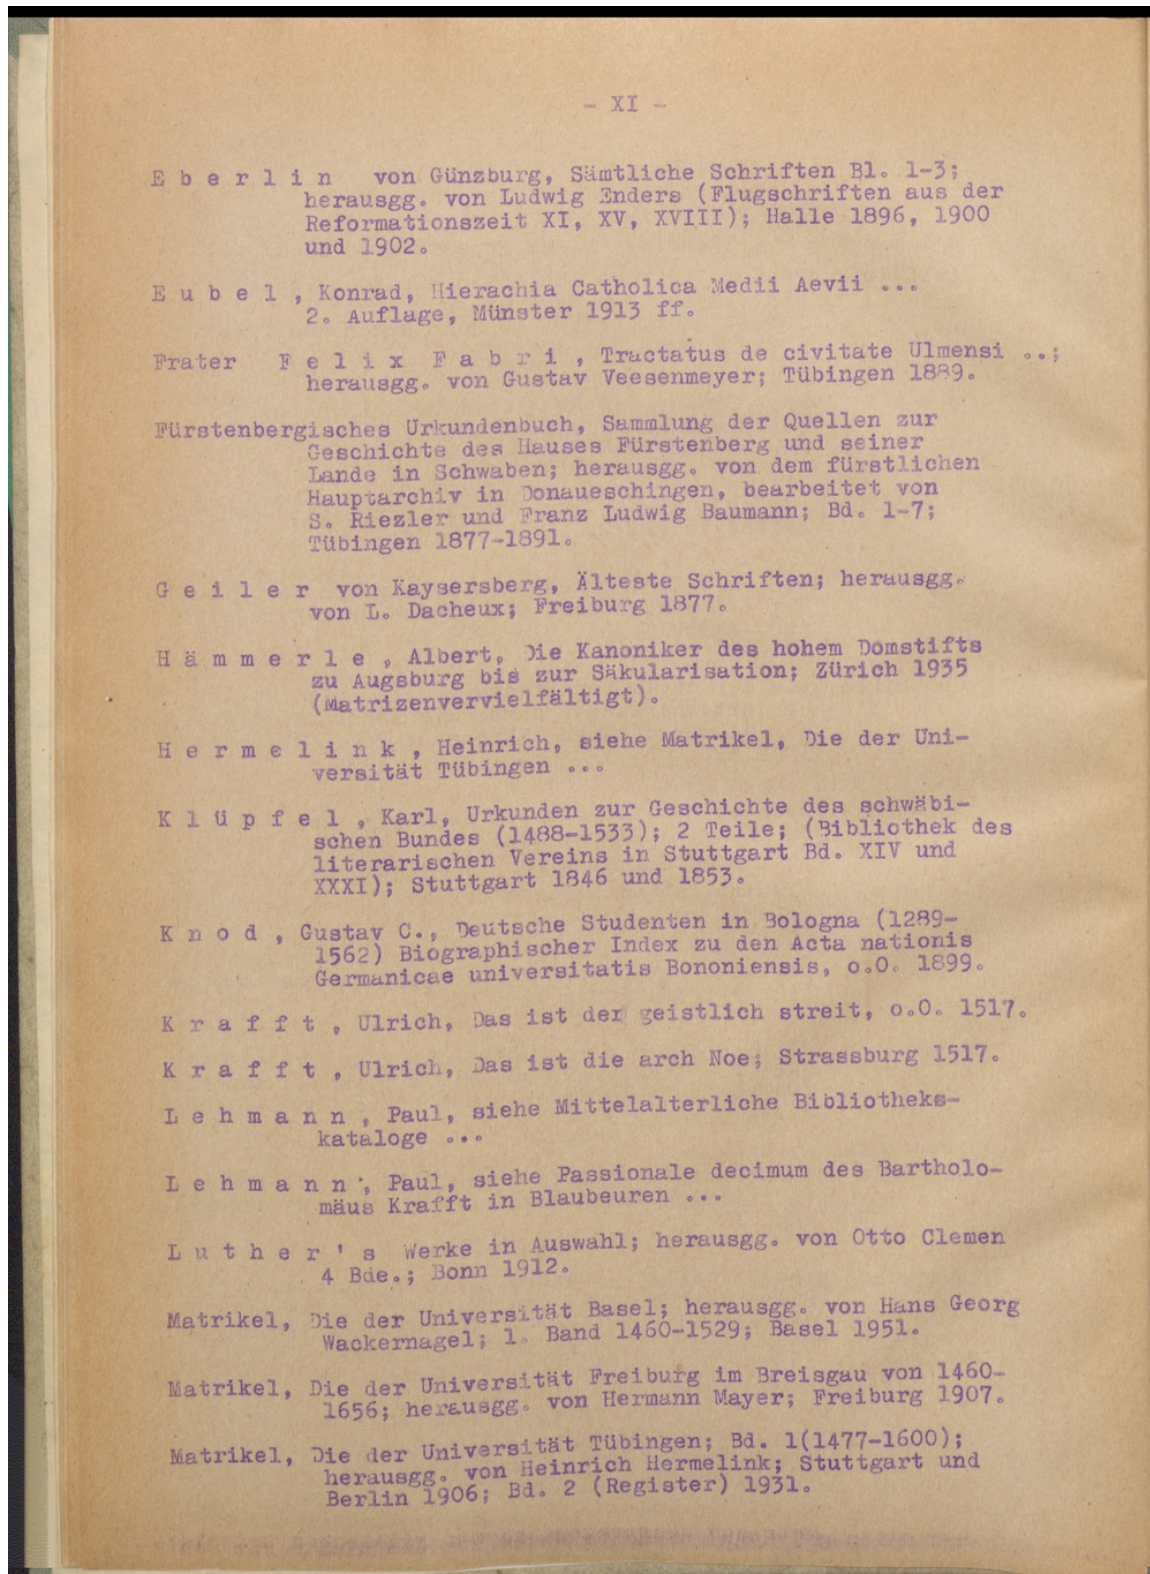 - XI -
E b e r l i n von Günzburg, Sämtliche Schriften Bl. 1-3;
herausgg. von Ludwig Enders (Flugschriften aus der
Reformationszeit XI, XV, XVIII); Halle 1896, 1900
und 1902.
E u b e l , Konrad, Hierachia Catholica Medii Aevii ...
2. Auflage, Münster 1913 ff.
Frater F e l i x F a b r i , Tractatus de civitate Ulmensi ..;
herausgg. von Gustav Veesenmeyer; Tübingen 1889.
Fürstenbergisches Urkundenbuch, Sammlung der Quellen zur
Geschichte des Hauses Fürstenberg und seiner
Lande in Schwaben; herausgg. von dem fürstlichen
Hauptarchiv in Donaueschingen, bearbeitet von
S. Riezler und Franz Ludwig Baumann; Bd. 1-7;
Tübingen 1877-1891.
G e i l e r von Kaysersberg, Älteste Schriften; herausgg.
von L. Dacheux; Freiburg 1877.
H ä m m e r l e , Albert, Die Kanoniker des hohem Domstifts
zu Augsburg bis zur Säkularisation; Zürich 1935
(Matrizenvervielfältigt).
H e r m e l i n k , Heinrich, siehe Matrikel, Die der Uni-
versität Tübingen ...
K l ü p f e l , Karl, Urkunden zur Geschichte des schwäbi-
schen Bundes (1488-1533); 2 Teile; (Bibliothek des
literarischen Vereins in Stuttgart Bd. XIV und
XXXI); Stuttgart 1846 und 1853.
K n o d , Gustav C., Deutsche Studenten in Bologna (1289-
1562) Biographischer Index zu den Acta nationis
Germanicae universitatis Bononiensis, o.O. 1899.
K r a f f t , Ulrich, Das ist der geistlich streit, o.O. 1517.
K r a f f t , Ulrich, Das ist die arch Noe; Strassburg 1517.
L e h m a n n , Paul, siehe Mittelalterliche Bibliotheks-
kataloge ...
L e h m a n n , Paul, siehe Passionale decimum des Bartholo-
mäus Krafft in Blaubeuren ...
L u t h e r ' s Werke in Auswahl; herausgg. von Otto Clemen
4 Bde.; Bonn 1912.
Matrikel, Die der Universität Basel; herausgg. von Hans Georg
Wackernagel; 1. Band 1460-1529; Basel 1951.
Matrikel, Die der Universität Freiburg im Breisgau von 1460-
1656; herausgg. von Hermann Mayer; Freiburg 1907.
Matrikel, Die der Universität Tübingen; Bd. 1(1477-1600);
herausgg. von Heinrich Hermelink; Stuttgart und
Berlin 1906; Bd. 2 (Register) 1931.